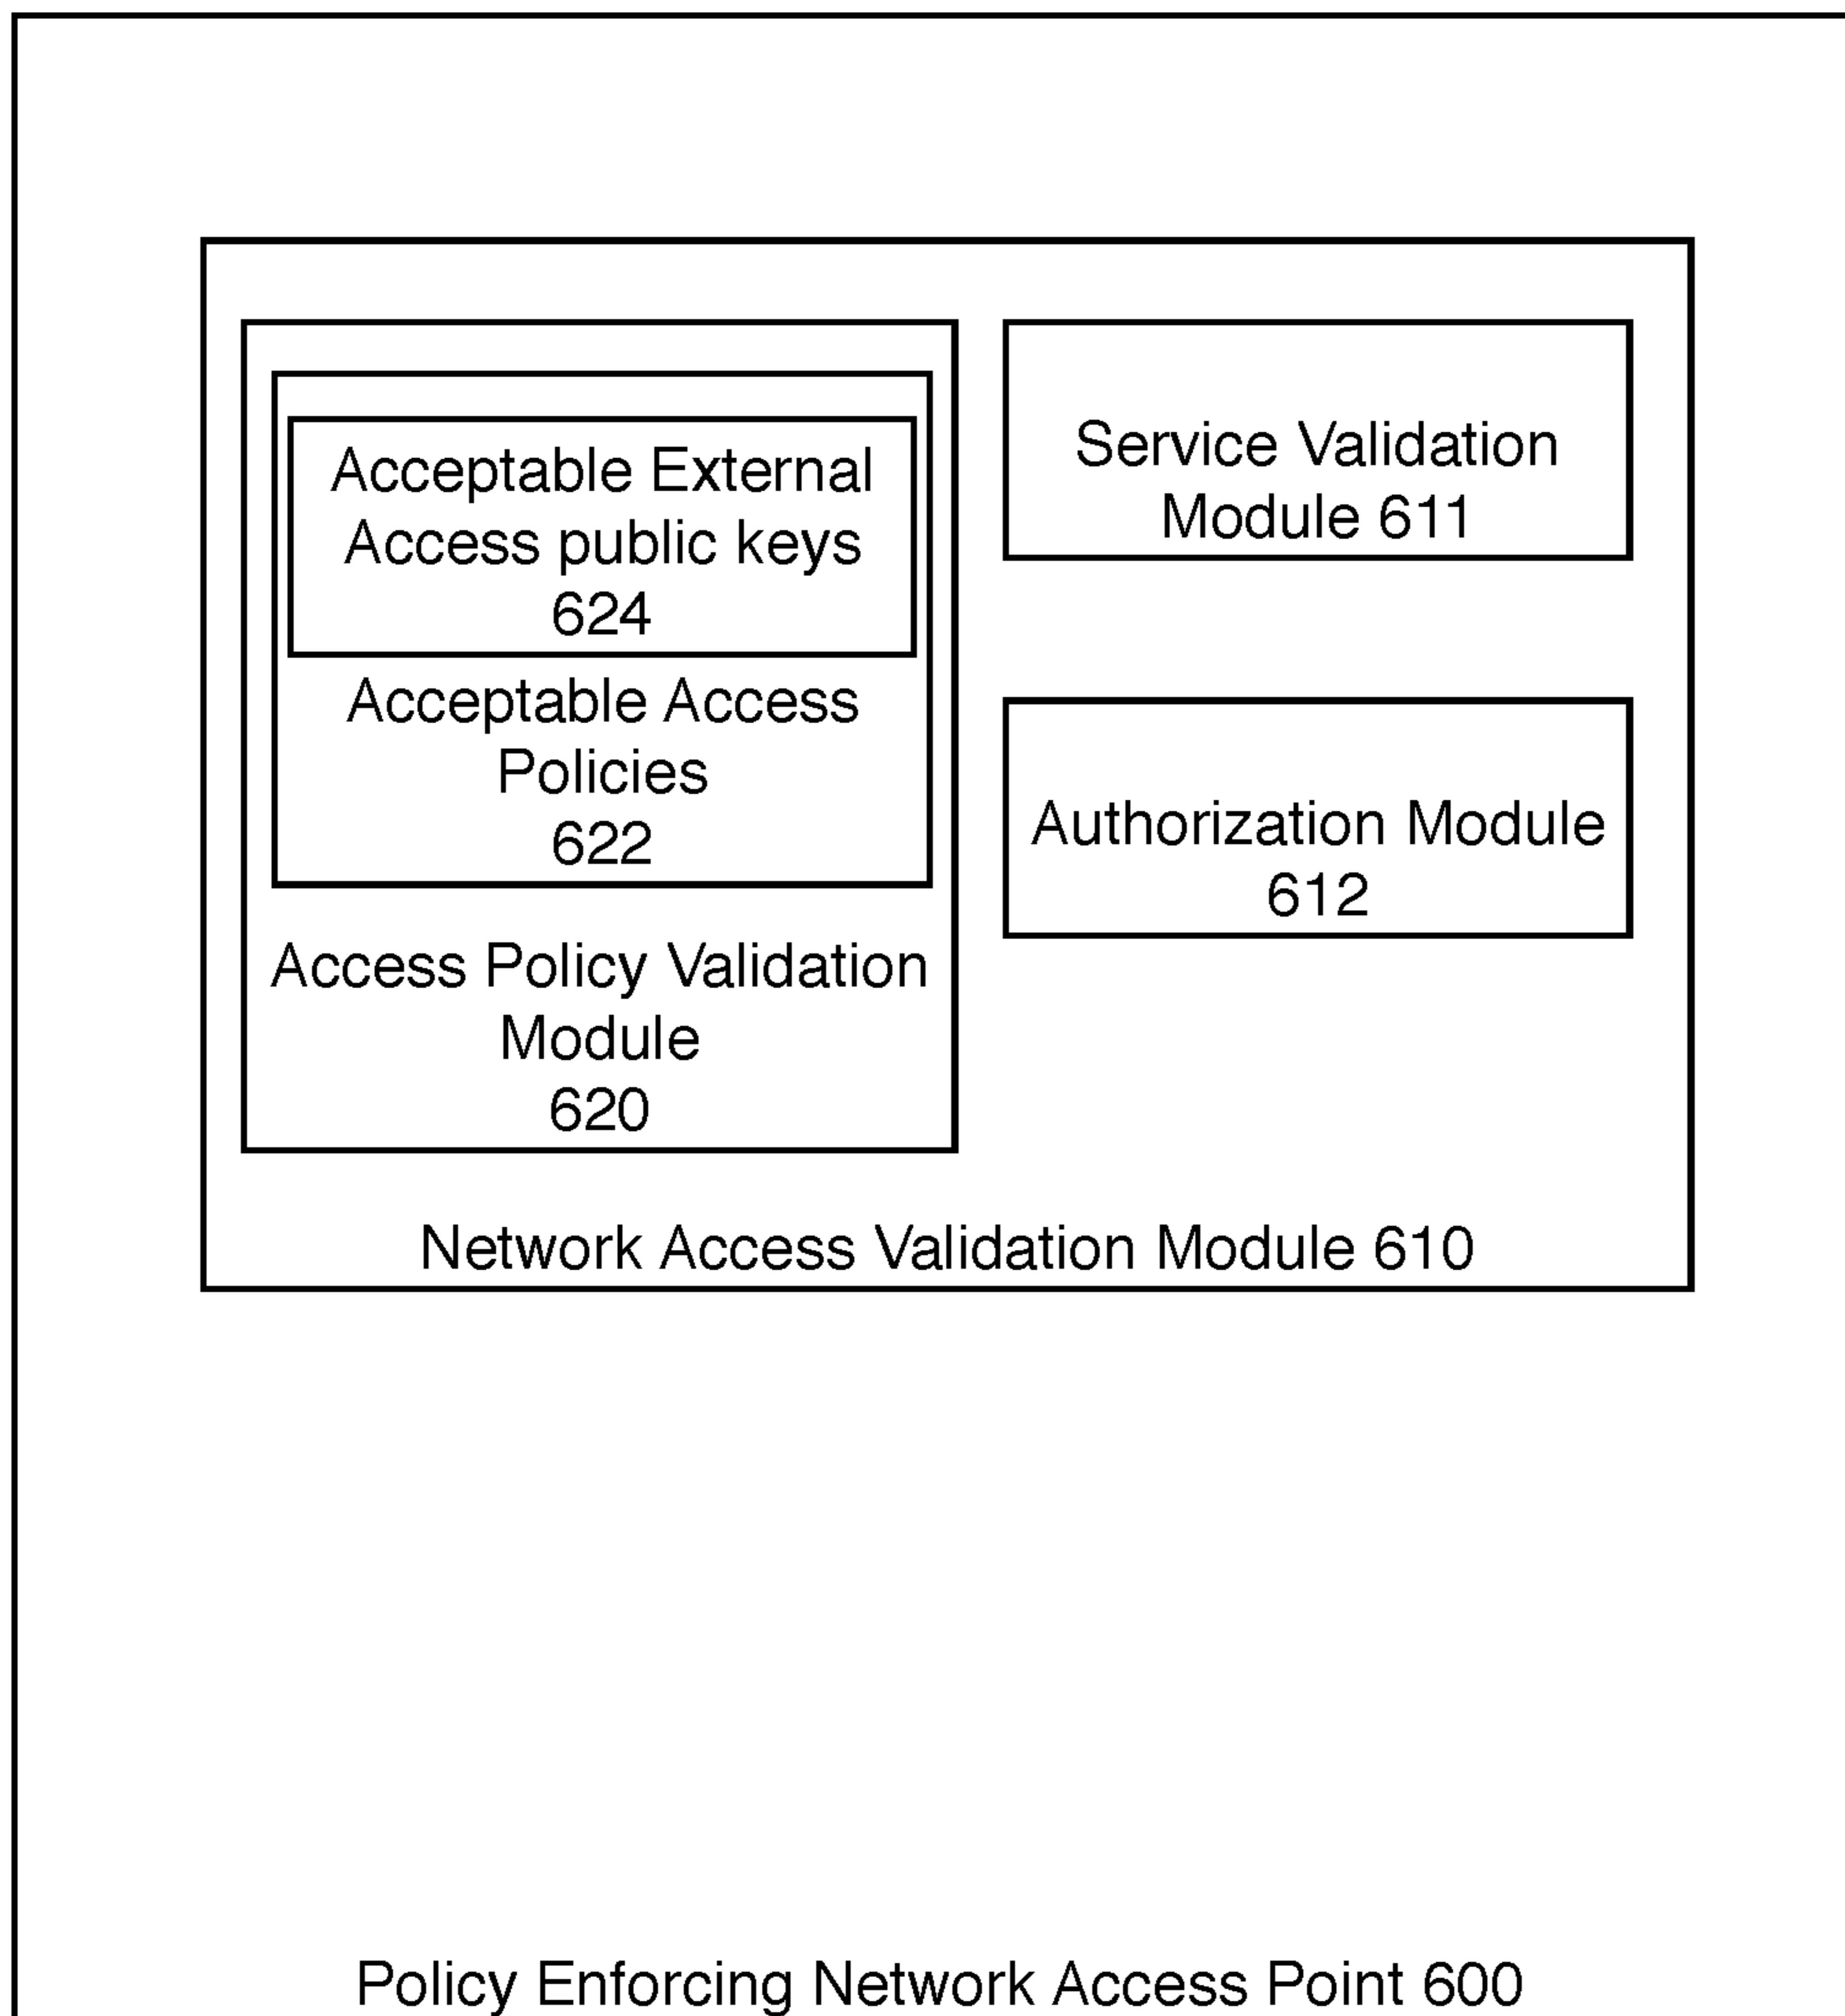 Acceptable External
Access public keys
624
Acceptable Access
Policies
622
Access Policy Validation
Module
620
Service Validation
Module 611
Authorization Module
612
Network Access Validation Module 610
Policy Enforcing Network Access Point 600